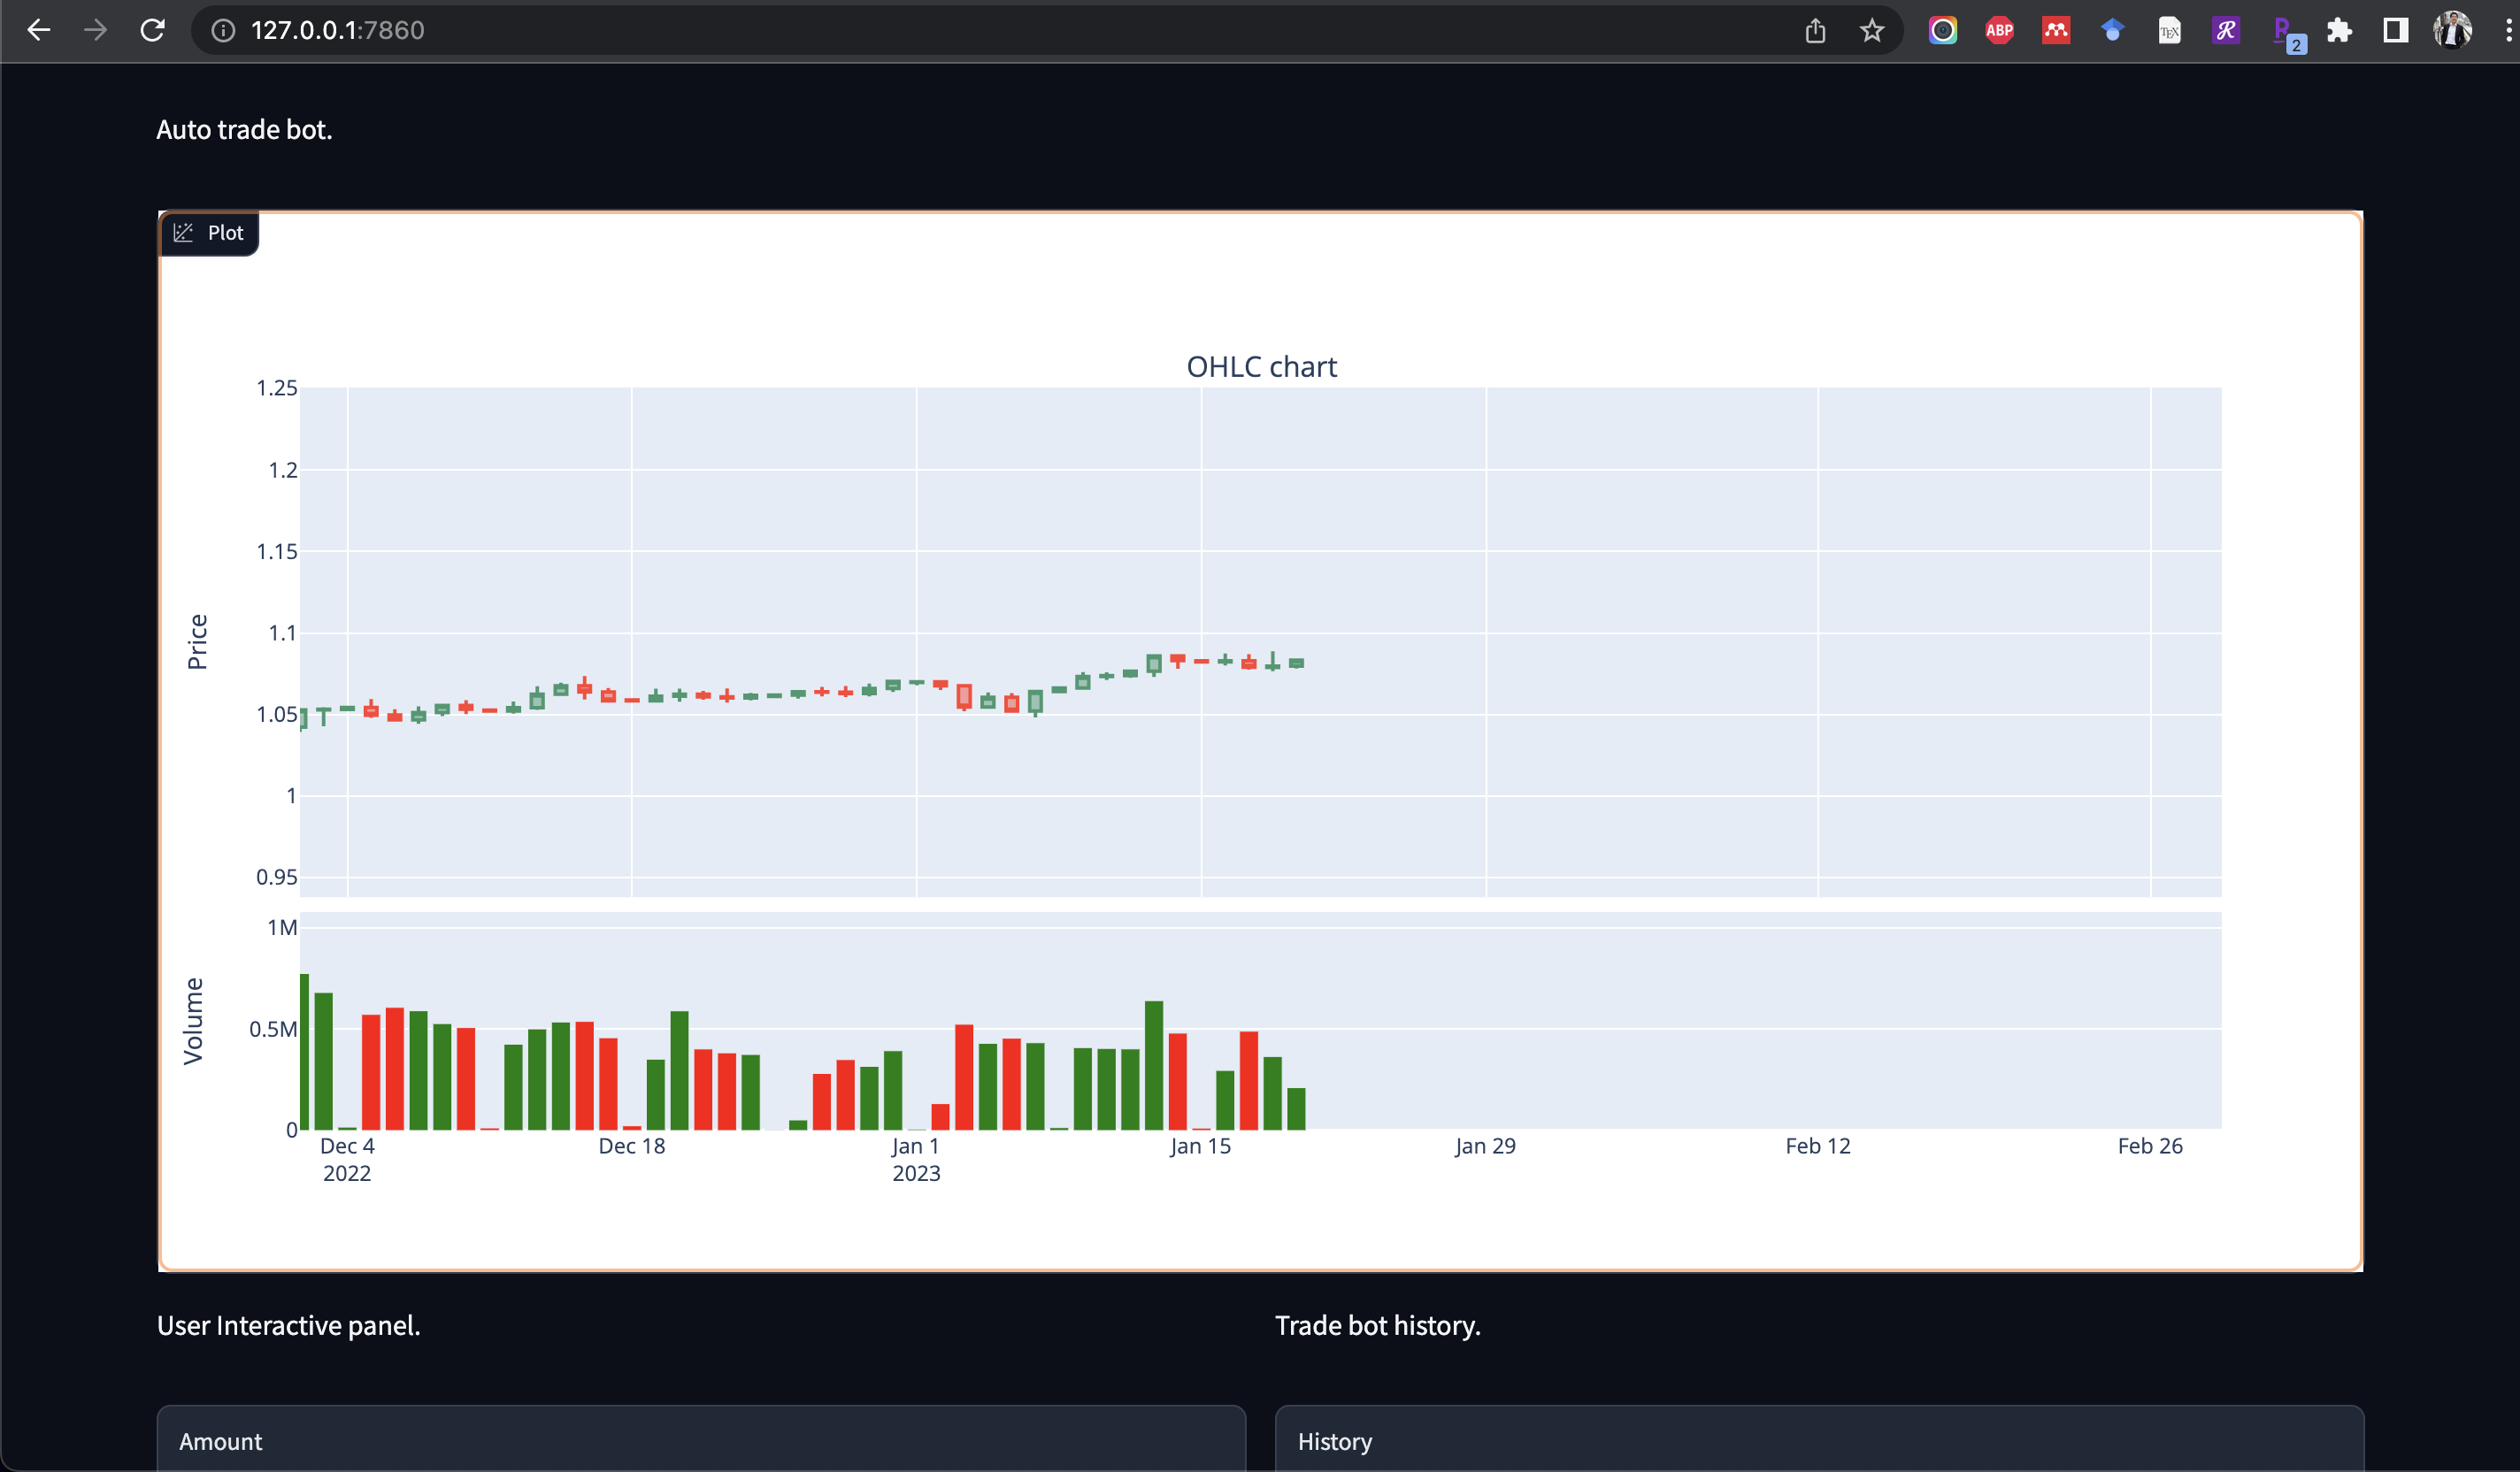 127.0.0.1:7860
ABP
TEX
R
R
2
Auto trade bot.
Plot
OHLC chart
1.25
1.2
1.15
1.1
1.05
1
0.95
Price
1M
0.5M
0
Volume
Dec 4
2022
Dec 18
Jan 1
2023
Jan 15
Jan 29
Feb 12
Feb 26
User Interactive panel.
Trade bot history.
Amount
History